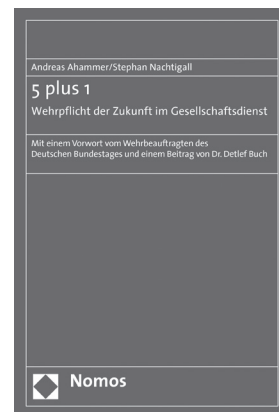 Andreas Ahammer/Stephan Nachtigall
5 plus 1
Wehrpflicht der Zukunft im Gesellschaftsdienst
Mit einem Vorwort vom Wehrbeauftragten des
Deutschen Bundestages und einem Beitrag von Dr. Detlef Buch
Nomos